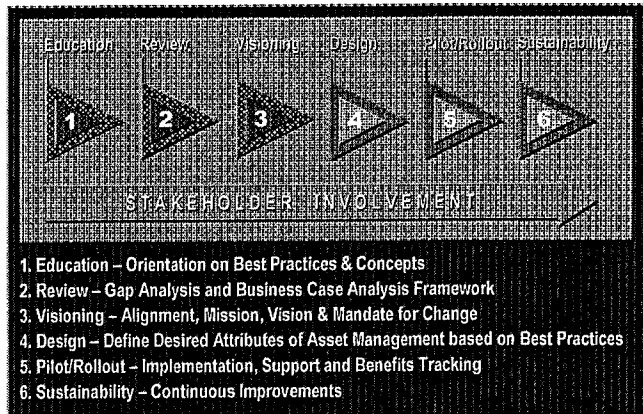 Education Review Visioning Design Pilot/Rollout Sustainability
1 2 3 4 5 6
STAKEHOLDER INVOLVEMENT
1. Education – Orientation on Best Practices & Concepts
2. Review – Gap Analysis and Business Case Analysis Framework
3. Visioning – Alignment, Mission, Vision & Mandate for Change
4. Design – Define Desired Attributes of Asset Management based on Best Practices
5. Pilot/Rollout – Implementation, Support and Benefits Tracking
6. Sustainability – Continuous Improvements